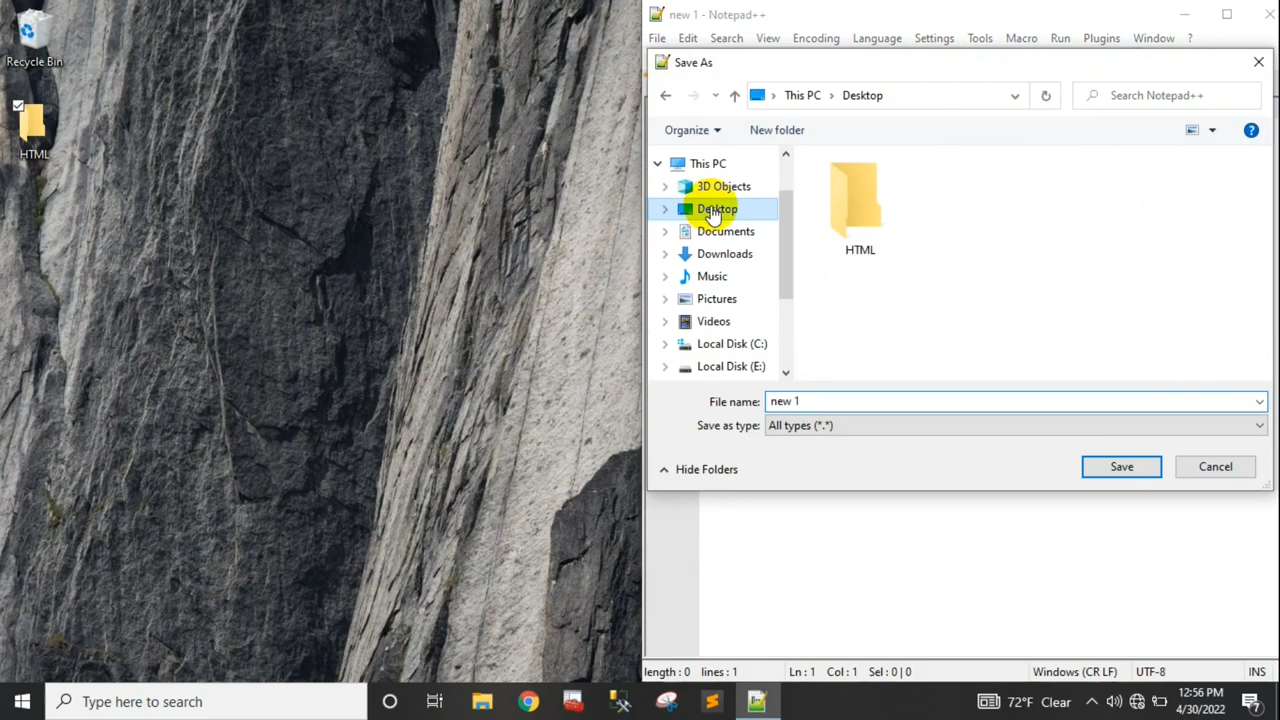 Recycle Bin
HTML
new 1 - Notepad++
File Edit Search View Encoding Language Settings Tools Macro Run Plugins Window ?
Save As
This PC > Desktop
Search Notepad++
Organize
New folder
This PC
3D Objects
Desktop
Documents
Downloads
Music
Pictures
Videos
Local Disk (C:)
Local Disk (E:)
HTML
File name: new 1
Save as type: All types (*.*)
Hide Folders
Save
Cancel
length : 0 lines : 1 Ln : 1 Col : 1 Sel : 0 | 0 Windows (CR LF) UTF-8 INS
Type here to search
72°F Clear
12:56 PM
4/30/2022
7